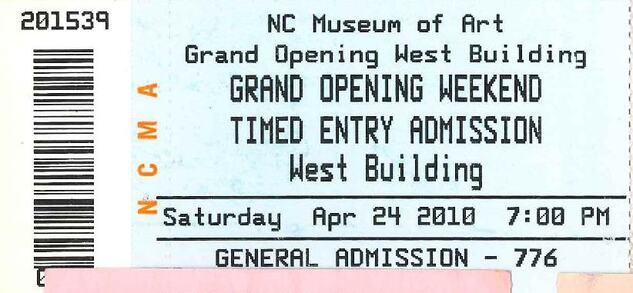 201539
NCMA
NC Museum of Art
Grand Opening West Building
GRAND OPENING WEEKEND
TIMED ENTRY ADMISSION
West Building
Saturday Apr 24 2010 7:00 PM
GENERAL ADMISSION - 776